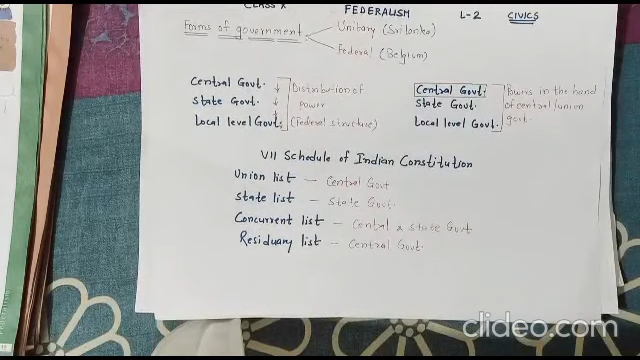 CLASS X FEDERALISM L-2 CIVICS
Forms of government Unitary (Srilanka)
Federal (Belgium)
Central Govt. Distribution of
State Govt. power
Local level Govt. (Federal structure)
Central Govt. Powers in the hand
State Govt. of central/union
Local level Govt. govt.
VII Schedule of Indian Constitution
Union list – Central Govt
State list – State Govt.
Concurrent list – Central & state Govt
Residuary list – Central Govt.
clideo.com